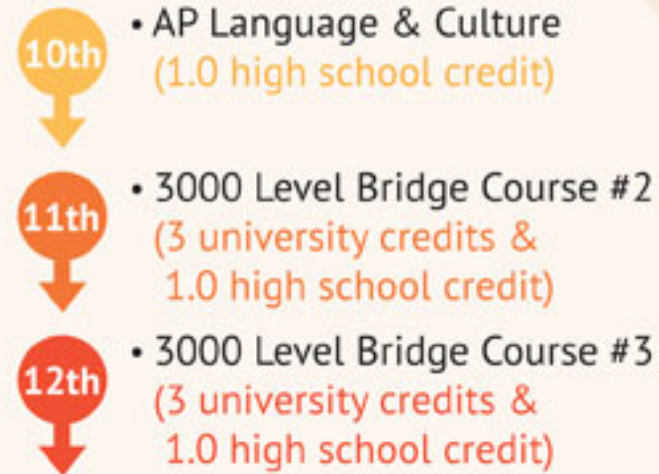 10th
• AP Language & Culture
(1.0 high school credit)
11th
• 3000 Level Bridge Course #2
(3 university credits &
1.0 high school credit)
12th
• 3000 Level Bridge Course #3
(3 university credits &
1.0 high school credit)